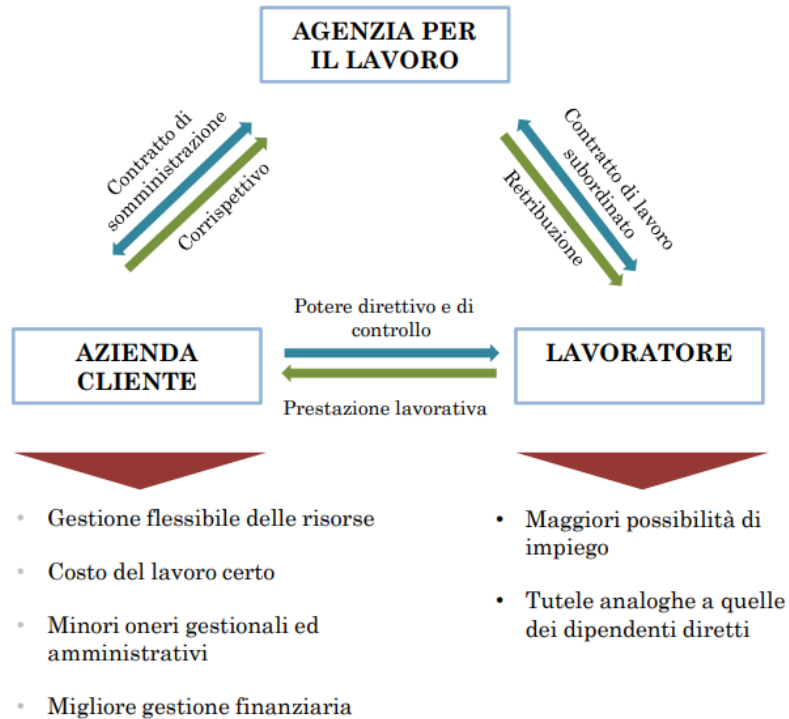 AGENZIA PER
IL LAVORO
Contratto di
somministrazione
Corrispettivo
Contratto di lavoro
subordinato
Retribuzione
Potere direttivo e di
controllo
AZIENDA
CLIENTE
LAVORATORE
Prestazione lavorativa
• Gestione flessibile delle risorse
• Costo del lavoro certo
• Minori oneri gestionali ed
amministrativi
• Migliore gestione finanziaria
• Maggiori possibilità di
impiego
• Tutele analoghe a quelle
dei dipendenti diretti